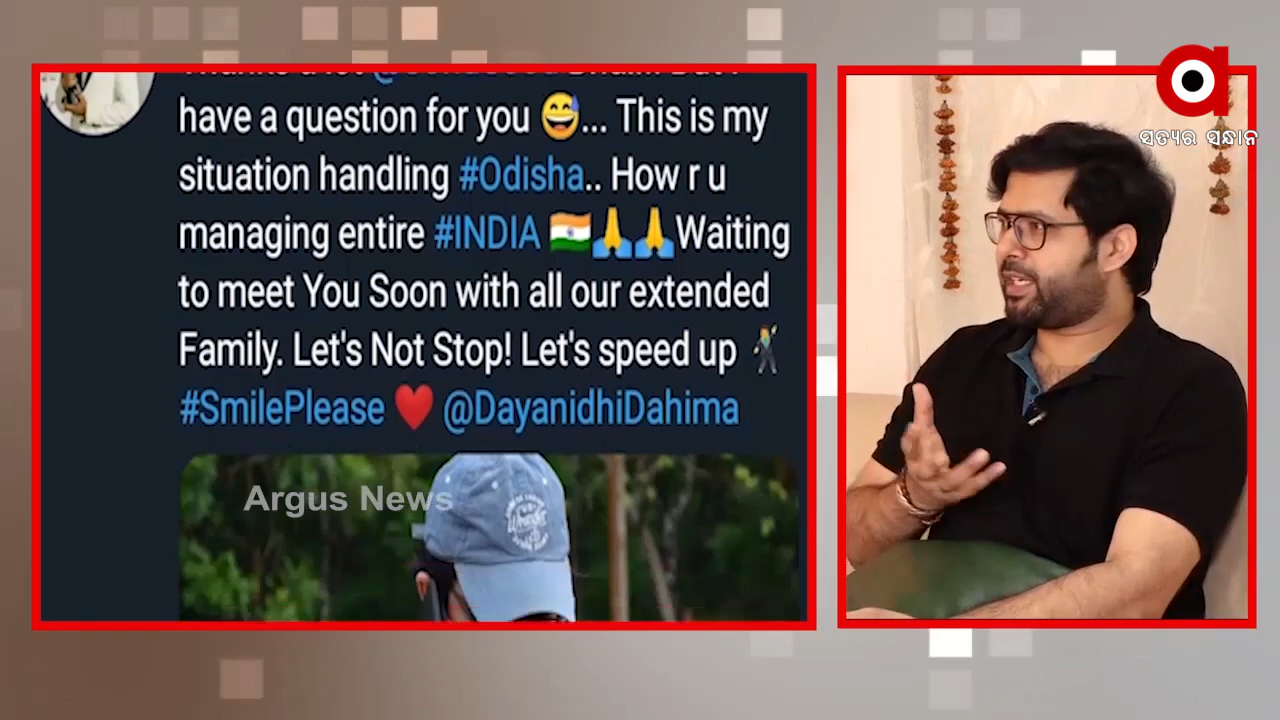 have a question for you 😅... This is my
situation handling #Odisha.. How r u
managing entire #INDIA 🇮🇳🙏🙏Waiting
to meet You Soon with all our extended
Family. Let's Not Stop! Let's speed up 🕺
#SmilePlease ❤️ @DayanidhiDahima
Argus News
ସତ୍ୟର ସନ୍ଧାନ